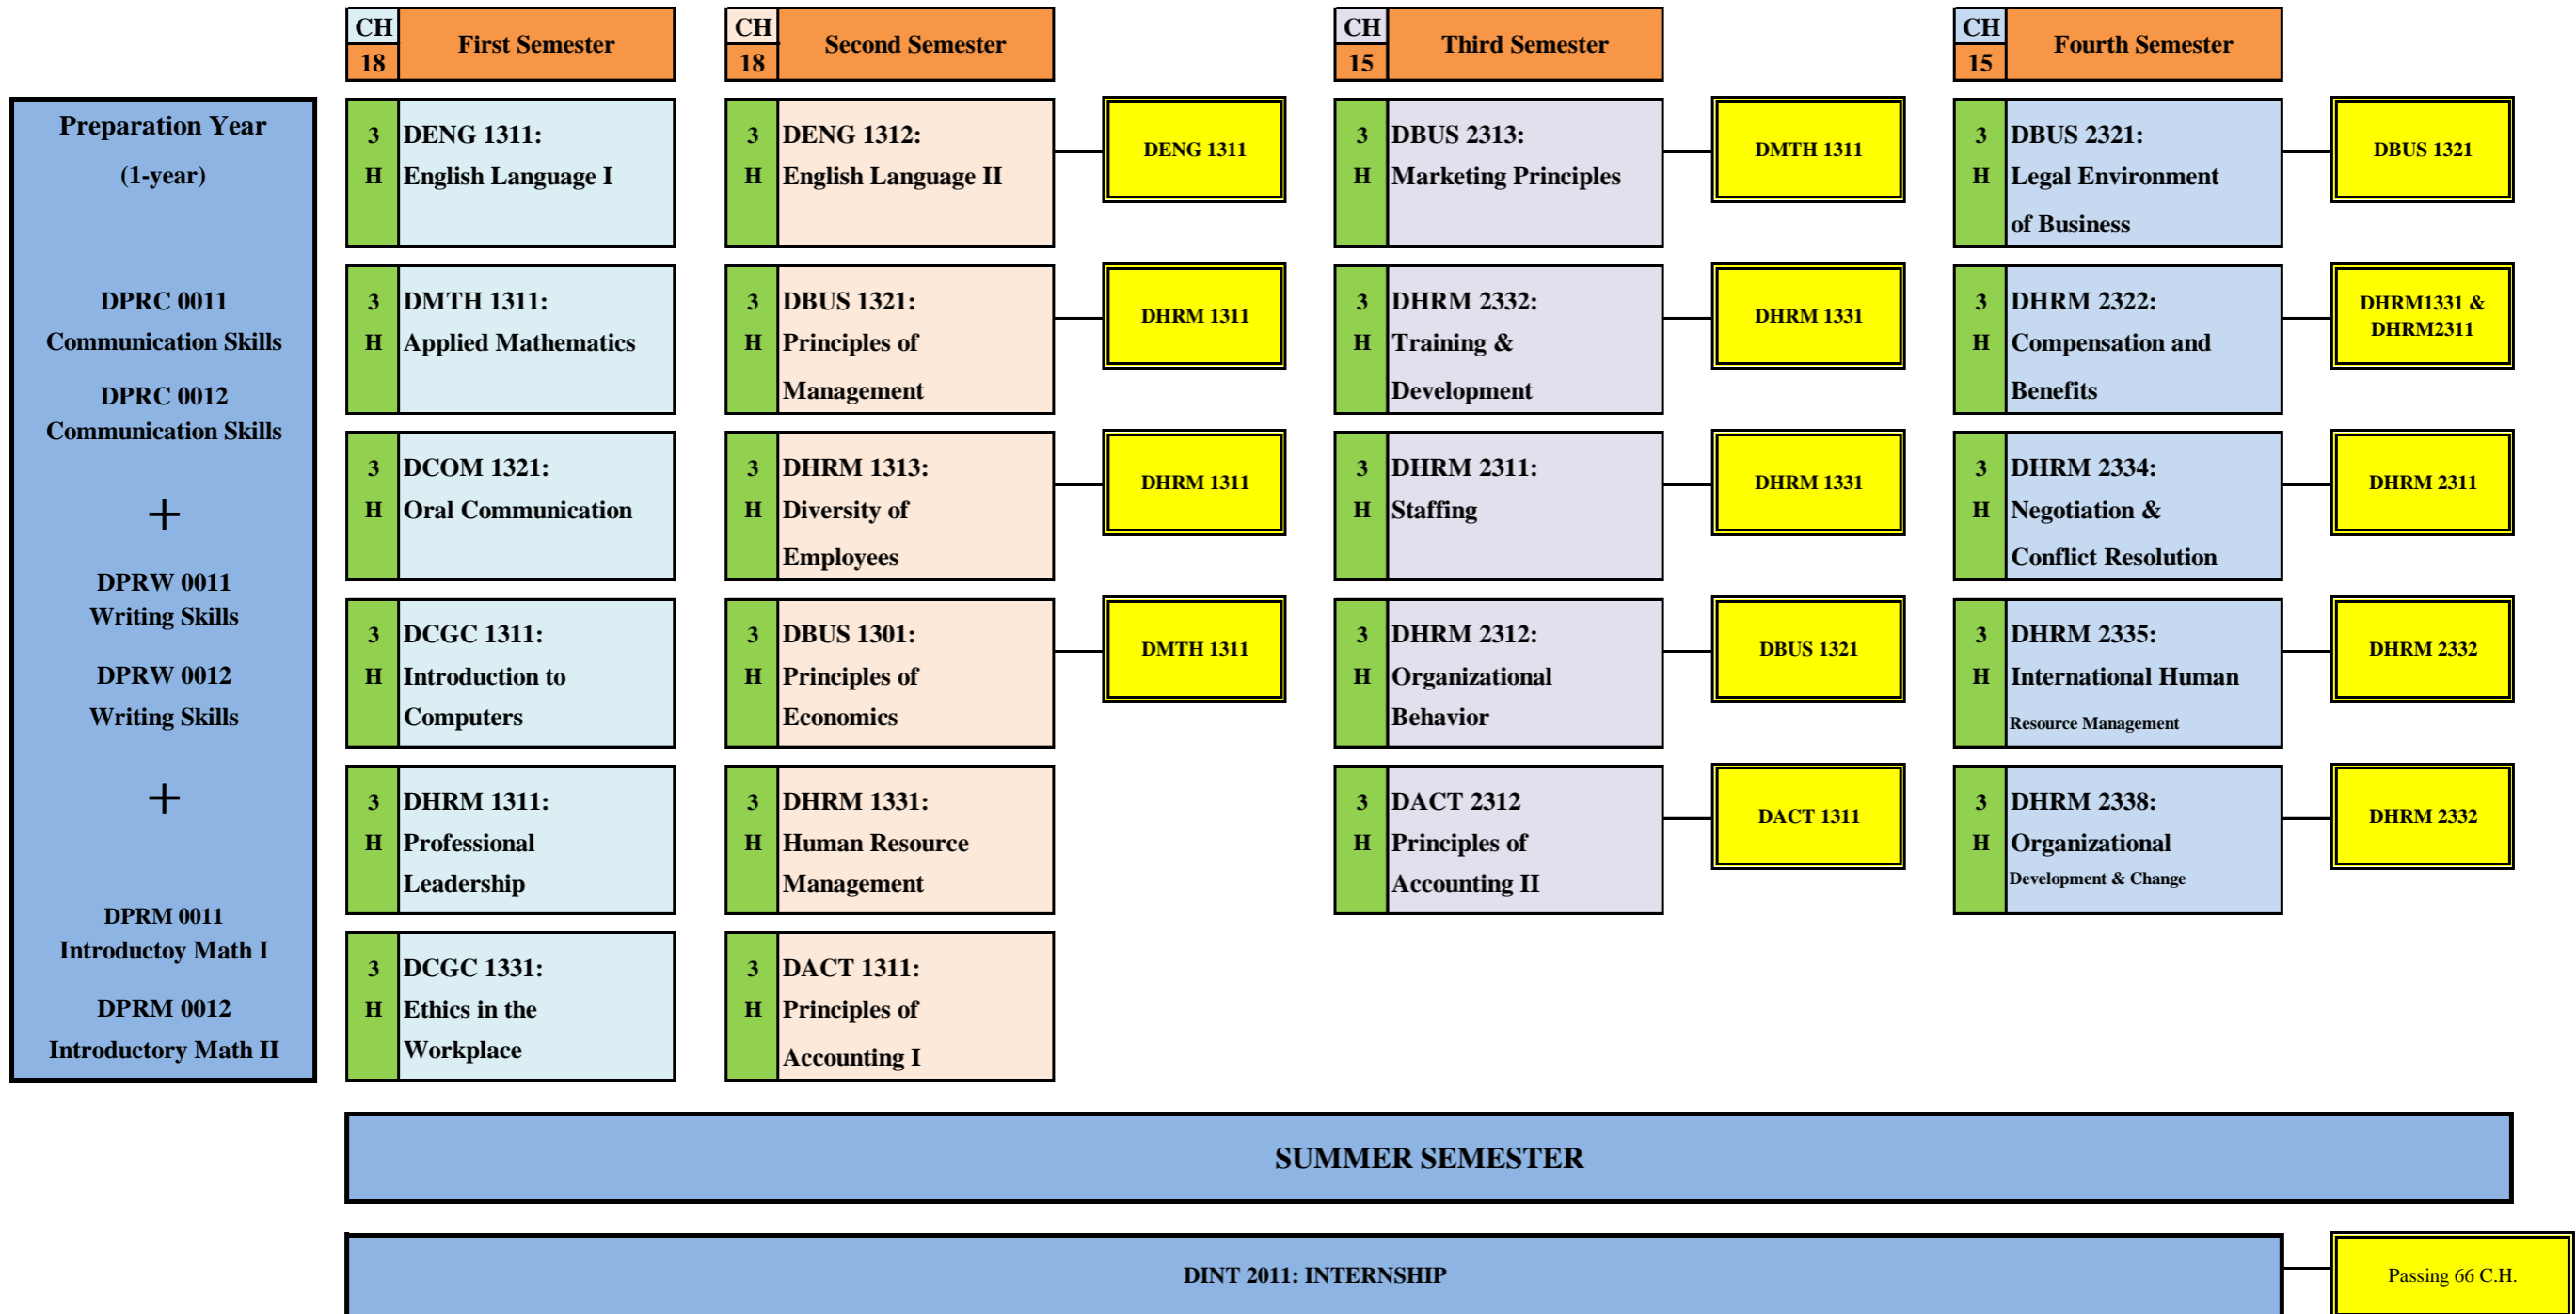 CH
18
First Semester
CH
18
Second Semester
CH
15
Third Semester
CH
15
Fourth Semester
Preparation Year
(1-year)
DPRC 0011
Communication Skills
DPRC 0012
Communication Skills
+
DPRW 0011
Writing Skills
DPRW 0012
Writing Skills
+
DPRM 0011
Introductoy Math I
DPRM 0012
Introductory Math II
3
H
DENG 1311:
English Language I
3
H
DMTH 1311:
Applied Mathematics
3
H
DCOM 1321:
Oral Communication
3
H
DCGC 1311:
Introduction to
Computers
3
H
DHRM 1311:
Professional
Leadership
3
H
DCGC 1331:
Ethics in the
Workplace
3
H
DENG 1312:
English Language II
DENG 1311
3
H
DBUS 1321:
Principles of
Management
DHRM 1311
3
H
DHRM 1313:
Diversity of
Employees
DHRM 1311
3
H
DBUS 1301:
Principles of
Economics
DMTH 1311
3
H
DHRM 1331:
Human Resource
Management
3
H
DACT 1311:
Principles of
Accounting I
3
H
DBUS 2313:
Marketing Principles
DMTH 1311
3
H
DHRM 2332:
Training &
Development
DHRM 1331
3
H
DHRM 2311:
Staffing
DHRM 1331
3
H
DHRM 2312:
Organizational
Behavior
DBUS 1321
3
H
DACT 2312
Principles of
Accounting II
DACT 1311
3
H
DBUS 2321:
Legal Environment
of Business
DBUS 1321
3
H
DHRM 2322:
Compensation and
Benefits
DHRM1331 &
DHRM2311
3
H
DHRM 2334:
Negotiation &
Conflict Resolution
DHRM 2311
3
H
DHRM 2335:
International Human
Resource Management
DHRM 2332
3
H
DHRM 2338:
Organizational
Development & Change
DHRM 2332
SUMMER SEMESTER
DINT 2011: INTERNSHIP
Passing 66 C.H.